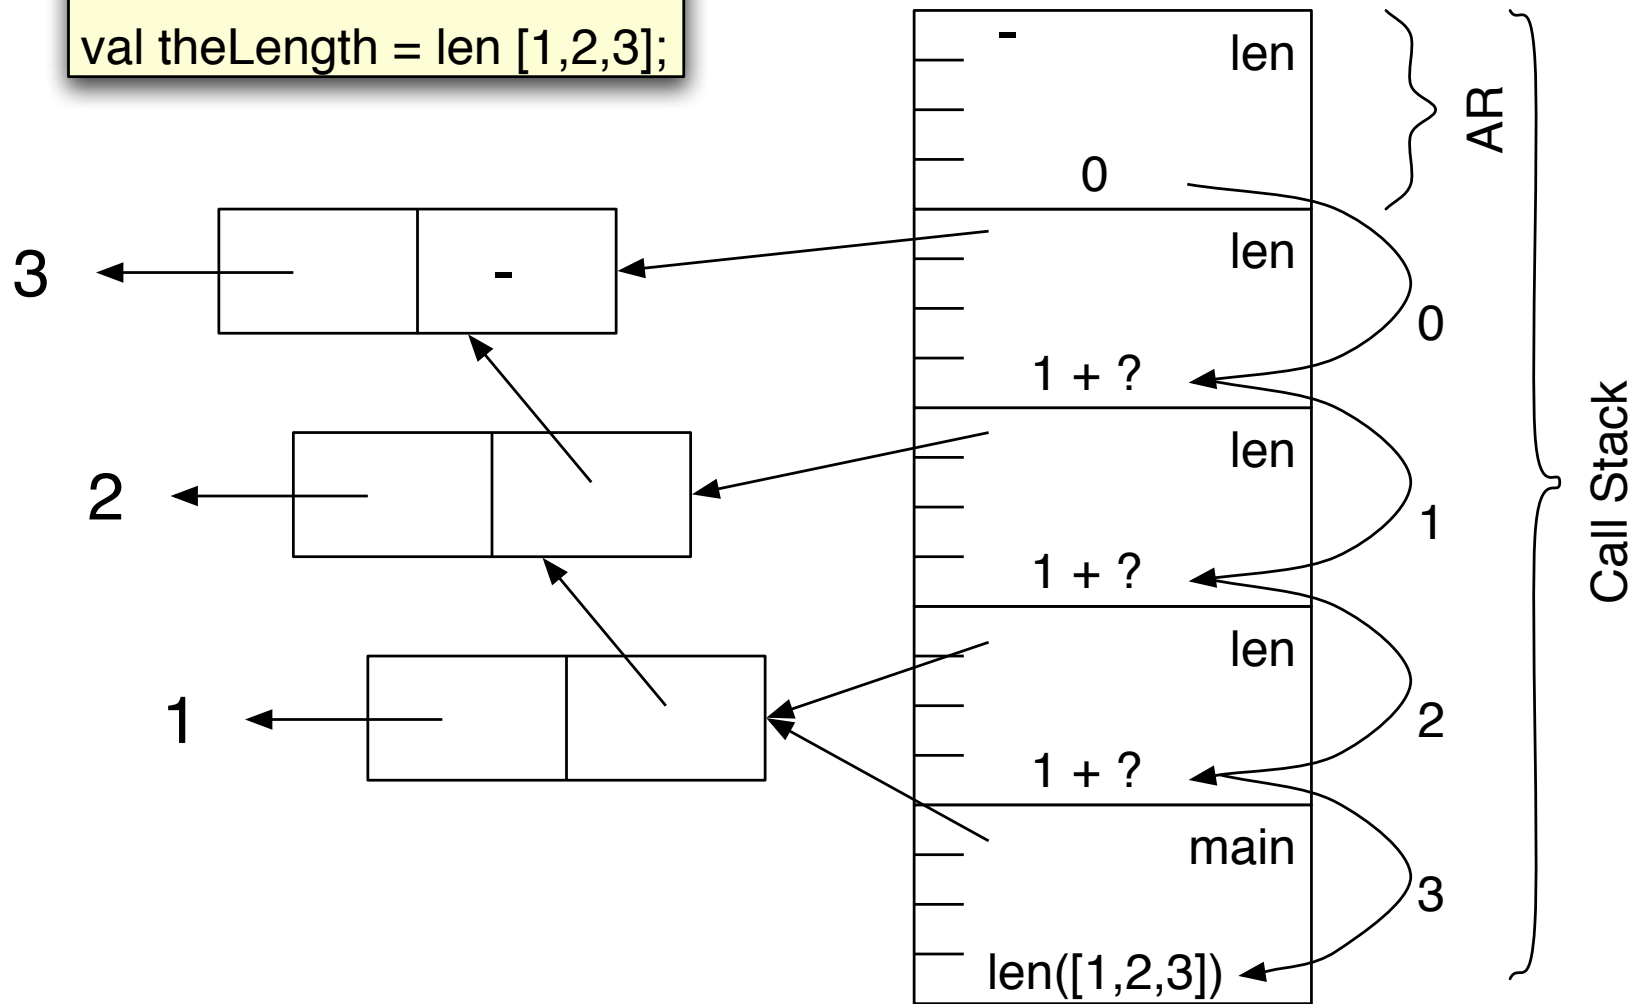 val theLength = len [1,2,3];
-
len
0
AR
3
-
len
0
1 + ?
2
len
1
1 + ?
Call Stack
1
len
2
1 + ?
main
3
len([1,2,3])